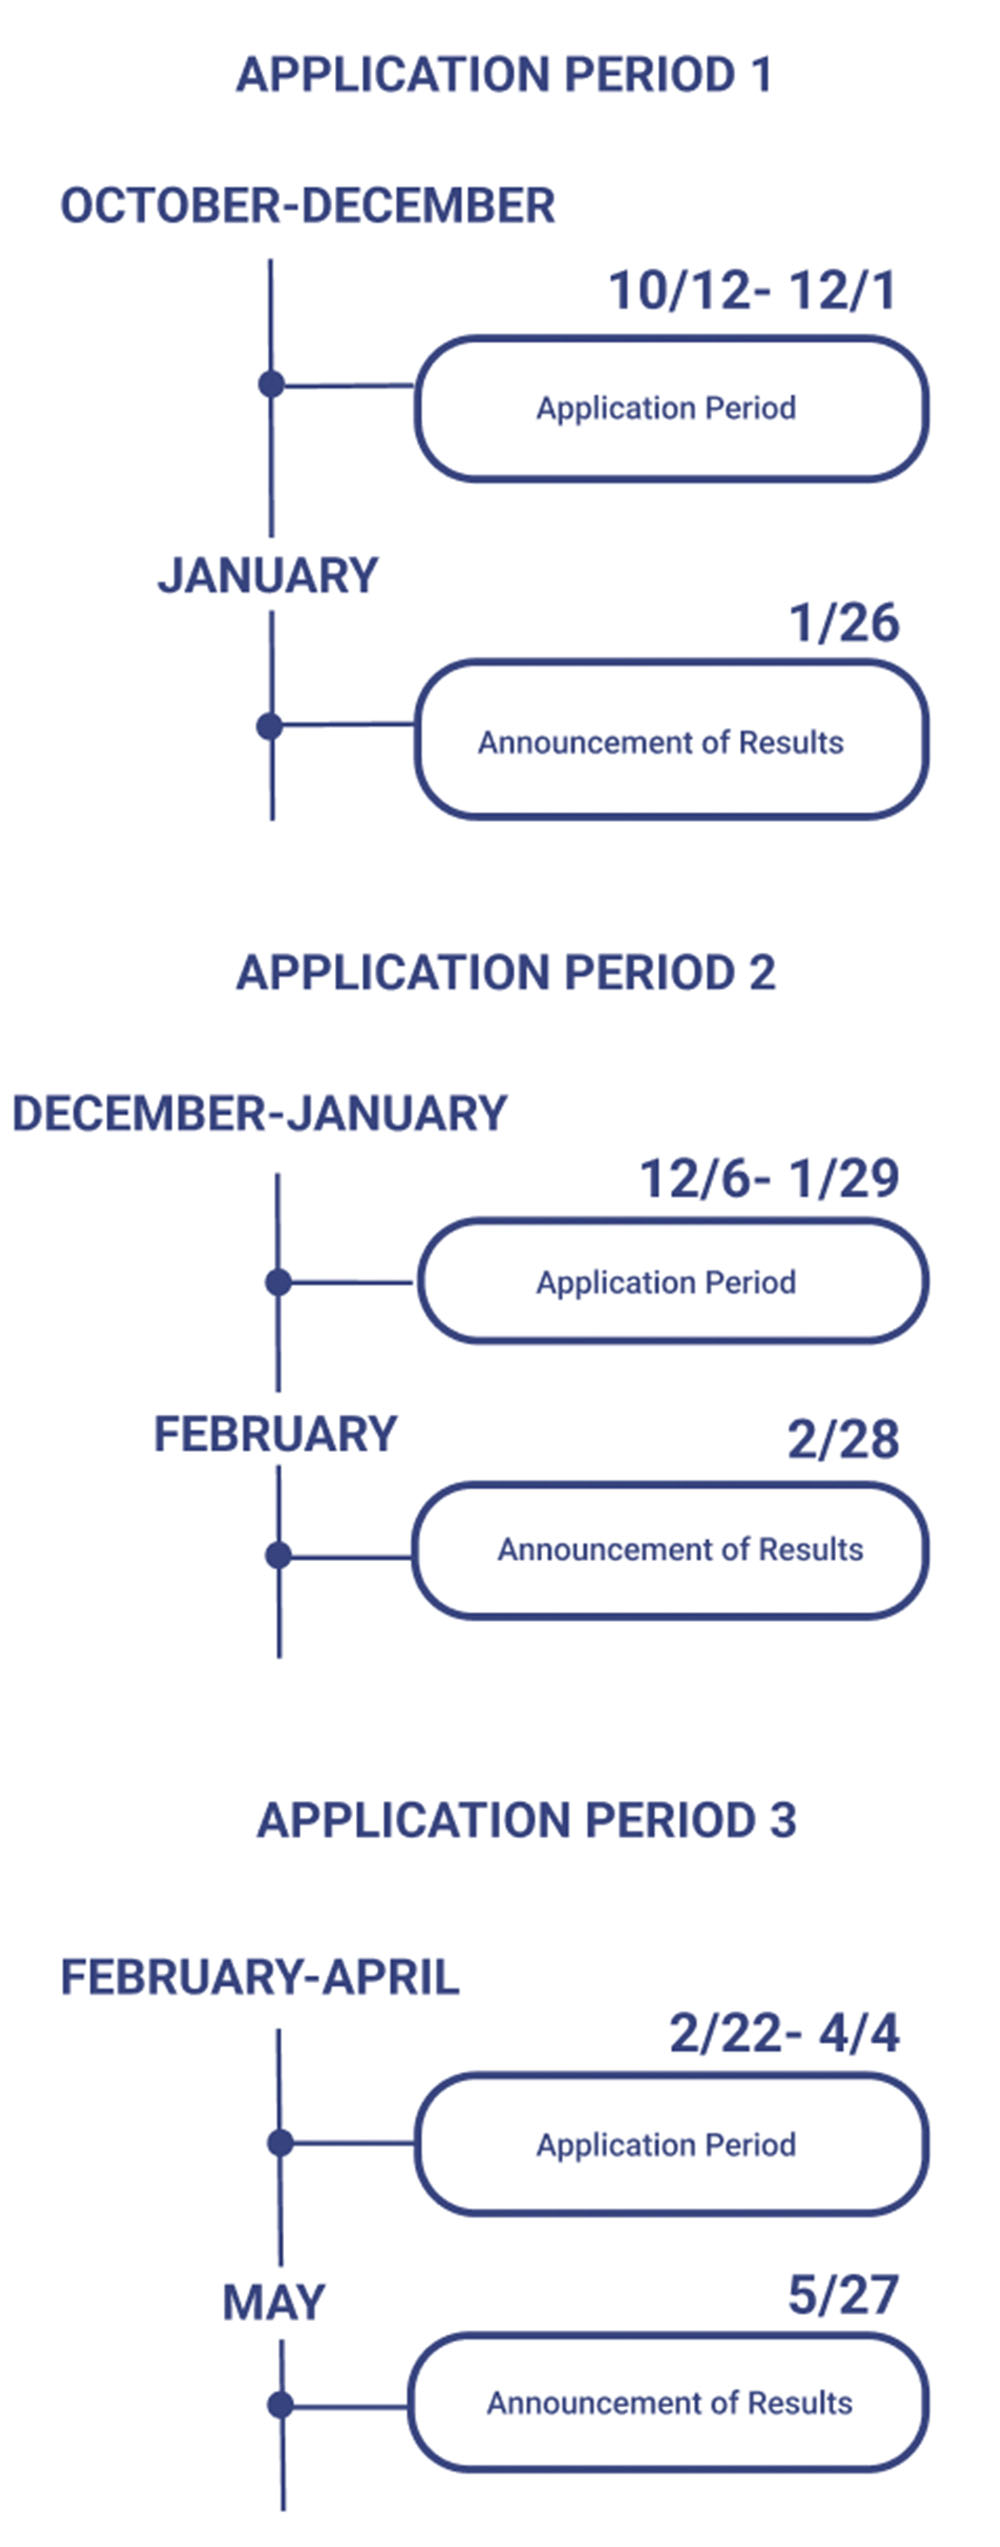 APPLICATION PERIOD 1
OCTOBER-DECEMBER
10/12- 12/1
Application Period
JANUARY
1/26
Announcement of Results
APPLICATION PERIOD 2
DECEMBER-JANUARY
12/6- 1/29
Application Period
FEBRUARY
2/28
Announcement of Results
APPLICATION PERIOD 3
FEBRUARY-APRIL
2/22- 4/4
Application Period
MAY
5/27
Announcement of Results